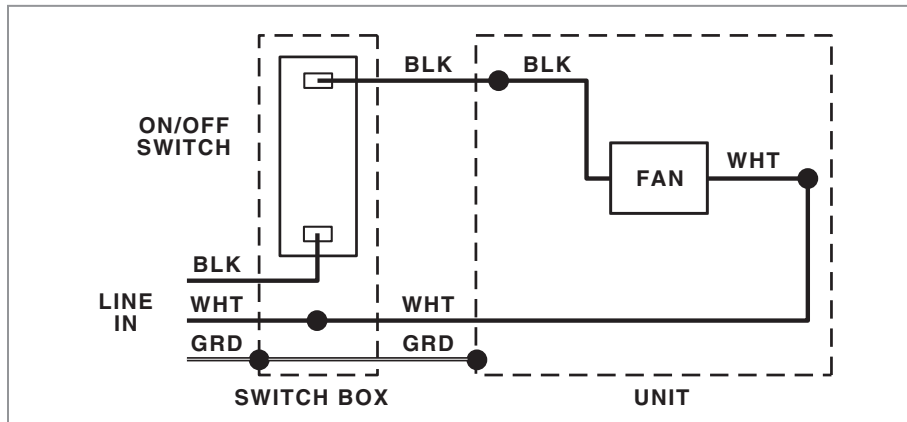 BLK BLK
ON/OFF
SWITCH
FAN
WHT
BLK
LINE
IN
WHT WHT
GRD GRD
SWITCH BOX
UNIT